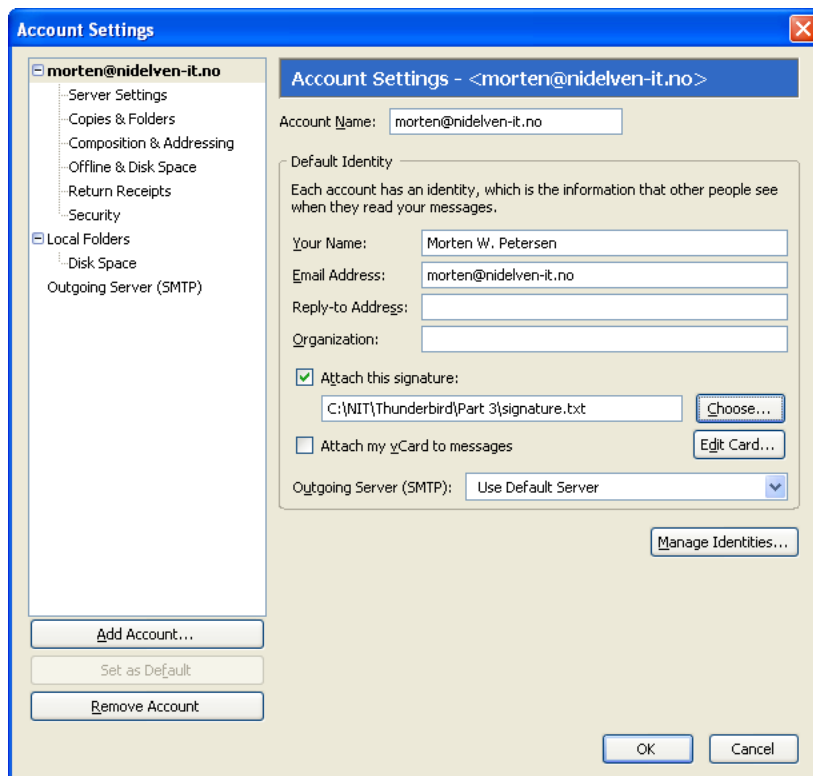 Account Settings
morten@nidelven-it.no
Server Settings
Copies & Folders
Composition & Addressing
Offline & Disk Space
Return Receipts
Security
Local Folders
Disk Space
Outgoing Server (SMTP)
Add Account...
Set as Default
Remove Account
Account Settings - <morten@nidelven-it.no>
Account Name: morten@nidelven-it.no
Default Identity
Each account has an identity, which is the information that other people see
when they read your messages.
Your Name: Morten W. Petersen
Email Address: morten@nidelven-it.no
Reply-to Address:
Organization:
Attach this signature:
C:\NIT\Thunderbird\Part 3\signature.txt Choose...
Attach my vCard to messages Edit Card...
Outgoing Server (SMTP): Use Default Server
Manage Identities...
OK Cancel